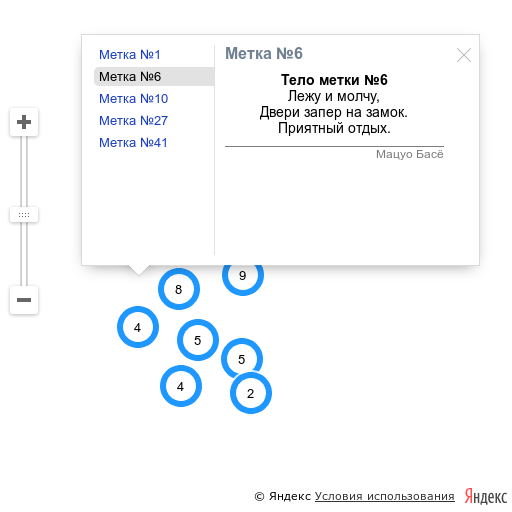 Метка №1
Метка №6
Метка №10
Метка №27
Метка №41
Метка №6
Тело метки №6
Лежу и молчу,
Двери запер на замок.
Приятный отдых.
Мацуо Басё
8
9
4
5
5
4
2
© Яндекс Условия использования Яндекс